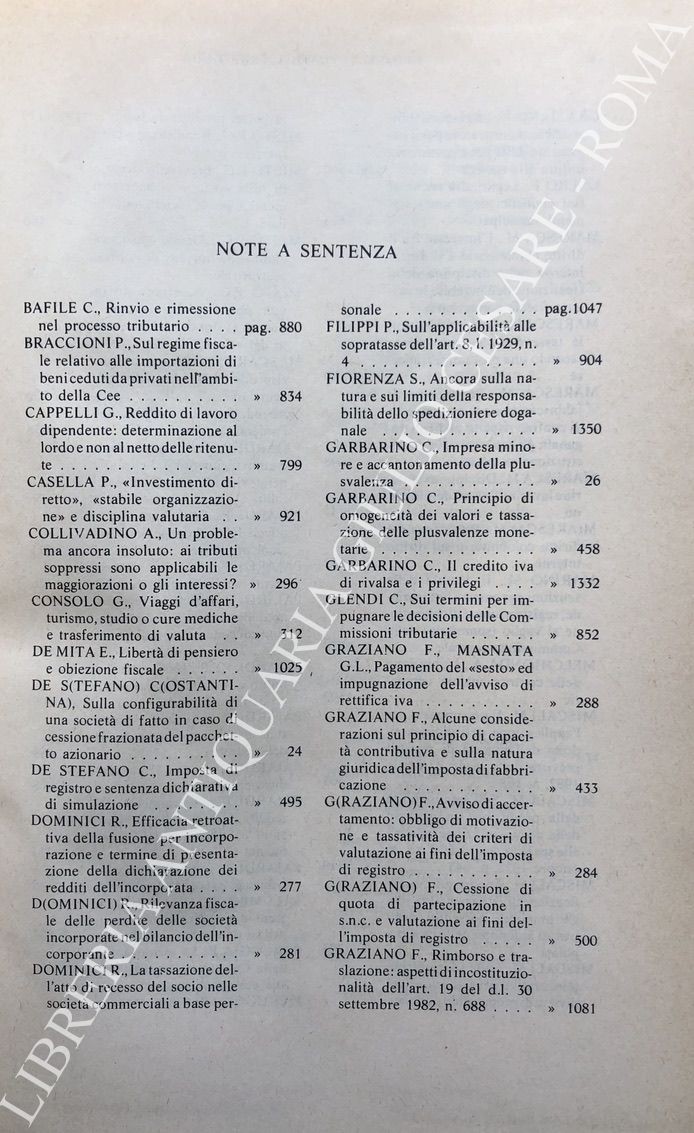 NOTE A SENTENZA
BAFILE C., Rinvio e rimessione
nel processo tributario . . . . pag. 880
BRACCIONI P., Sul regime fisca-
le relativo alle importazioni di
beni ceduti da privati nell'ambi-
to della Cee . . . . . . . . . . » 834
CAPPELLI G., Reddito di lavoro
dipendente: determinazione al
lordo e non al netto delle ritenu-
te . . . . . . . . . . . . . . . . » 799
CASELLA P., «Investimento di-
retto», «stabile organizzazio-
ne» e disciplina valutaria . . » 921
COLLIVADINO A., Un proble-
ma ancora insoluto: ai tributi
soppressi sono applicabili le
maggiorazioni o gli interessi? » 296
CONSOLO G., Viaggi d'affari,
turismo, studio o cure mediche
e trasferimento di valuta . . » 312
DE MITA E., Libertà di pensiero
e obiezione fiscale . . . . . . » 1025
DE S(TEFANO) C(OSTANTI-
NA), Sulla configurabilità di
una società di fatto in caso di
cessione frazionata del pacchet-
to azionario . . . . . . . . . . » 24
DE STEFANO C., Imposta di
registro e sentenza dichiarativa
di simulazione . . . . . . . . » 495
DOMINICI R., Efficacia retroat-
tiva della fusione per incorpo-
razione e termine di presenta-
zione della dichiarazione dei
redditi dell'incorporata . . . . » 277
D(OMINICI) R., Rilevanza fisca-
le delle perdite delle società
incorporate nel bilancio dell'in-
corporante . . . . . . . . . . . » 281
DOMINICI R., La tassazione del-
l'atto di recesso del socio nelle
società commerciali a base per-
sonale . . . . . . . . . . . . . pag. 1047
FILIPPI P., Sull'applicabilità alle
sopratasse dell'art. 8, l. 1929, n.
4 . . . . . . . . . . . . . . . . » 904
FIORENZA S., Ancora sulla na-
tura e sui limiti della responsa-
bilità dello spedizioniere doga-
nale . . . . . . . . . . . . . . » 1350
GARBARINO C., Impresa mino-
re e accantonamento della plu-
svalenza . . . . . . . . . . . . » 26
GARBARINO C., Principio di
omogeneità dei valori e tassa-
zione delle plusvalenze mone-
tarie . . . . . . . . . . . . . . » 458
GARBARINO C., Il credito iva
di rivalsa e i privilegi . . . . » 1332
GLENDI C., Sui termini per im-
pugnare le decisioni delle Com-
missioni tributarie . . . . . . » 852
GRAZIANO F., MASNATA
G.L., Pagamento del «sesto» ed
impugnazione dell'avviso di
rettifica iva . . . . . . . . . . » 288
GRAZIANO F., Alcune conside-
razioni sul principio di capaci-
tà contributiva e sulla natura
giuridica dell'imposta di fabbri-
cazione . . . . . . . . . . . . » 433
G(RAZIANO) F., Avviso di accer-
tamento: obbligo di motivazio-
ne e tassatività dei criteri di
valutazione ai fini dell'imposta
di registro . . . . . . . . . . . » 284
G(RAZIANO) F., Cessione di
quota di partecipazione in
s.n.c. e valutazione ai fini del-
l'imposta di registro . . . . . » 500
GRAZIANO F., Rimborso e tra-
slazione: aspetti di incostituzio-
nalità dell'art. 19 del d.l. 30
settembre 1982, n. 688 . . . . » 1081
LIBRERIA ANTIQUARIA GIULIO CESARE - ROMA